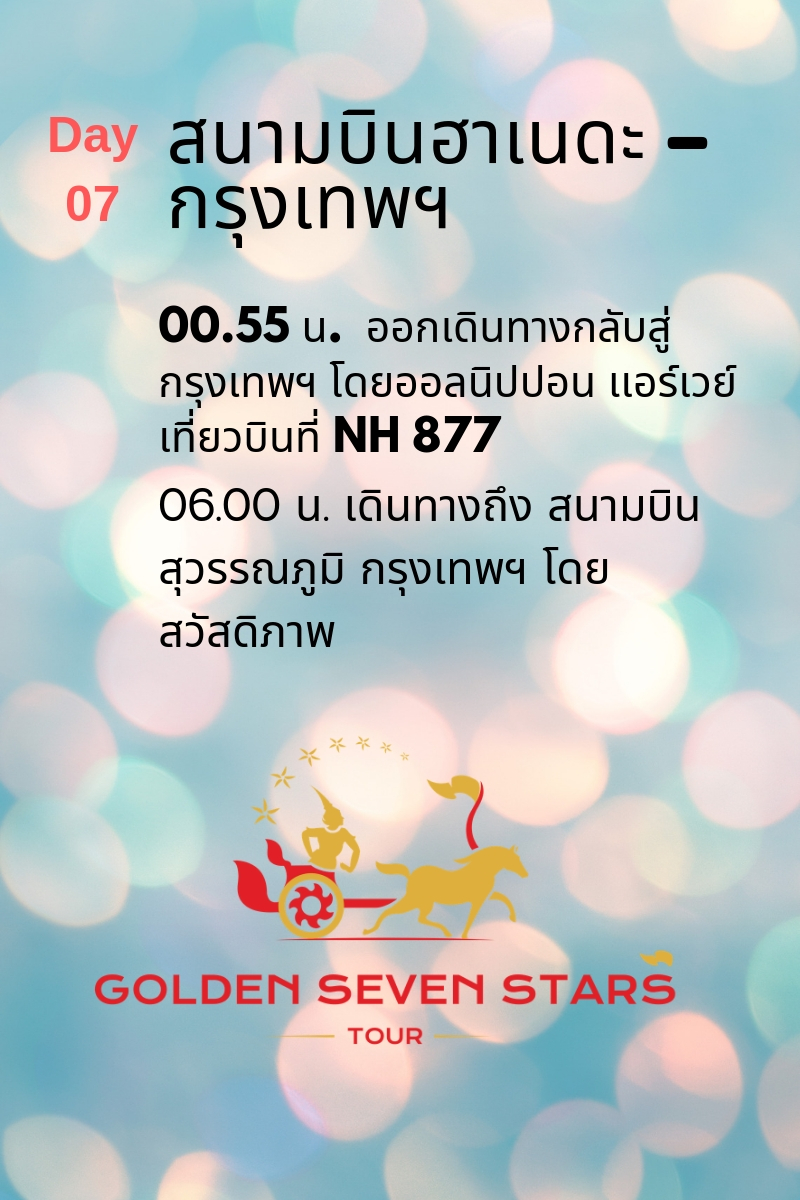 Day
07
สนามบินฮาเนดะ –
กรุงเทพฯ
00.55 น. ออกเดินทางกลับสู่
กรุงเทพฯ โดยออลนิปปอน แอร์เวย์
เที่ยวบินที่ NH 877
06.00 น. เดินทางถึง สนามบิน
สุวรรณภูมิ กรุงเทพฯ โดย
สวัสดิภาพ
GOLDEN SEVEN STARS
TOUR